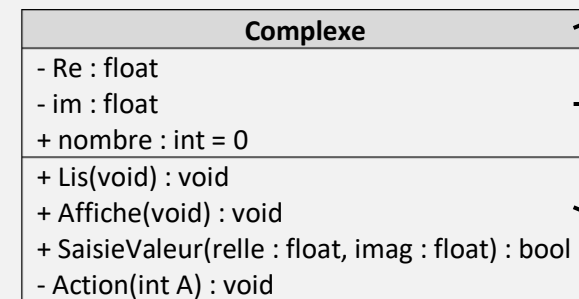 Complexe
- Re : float
- im : float
+ nombre : int = 0
+ Lis(void) : void
+ Affiche(void) : void
+ SaisieValeur(relle : float, imag : float) : bool
- Action(int A) : void